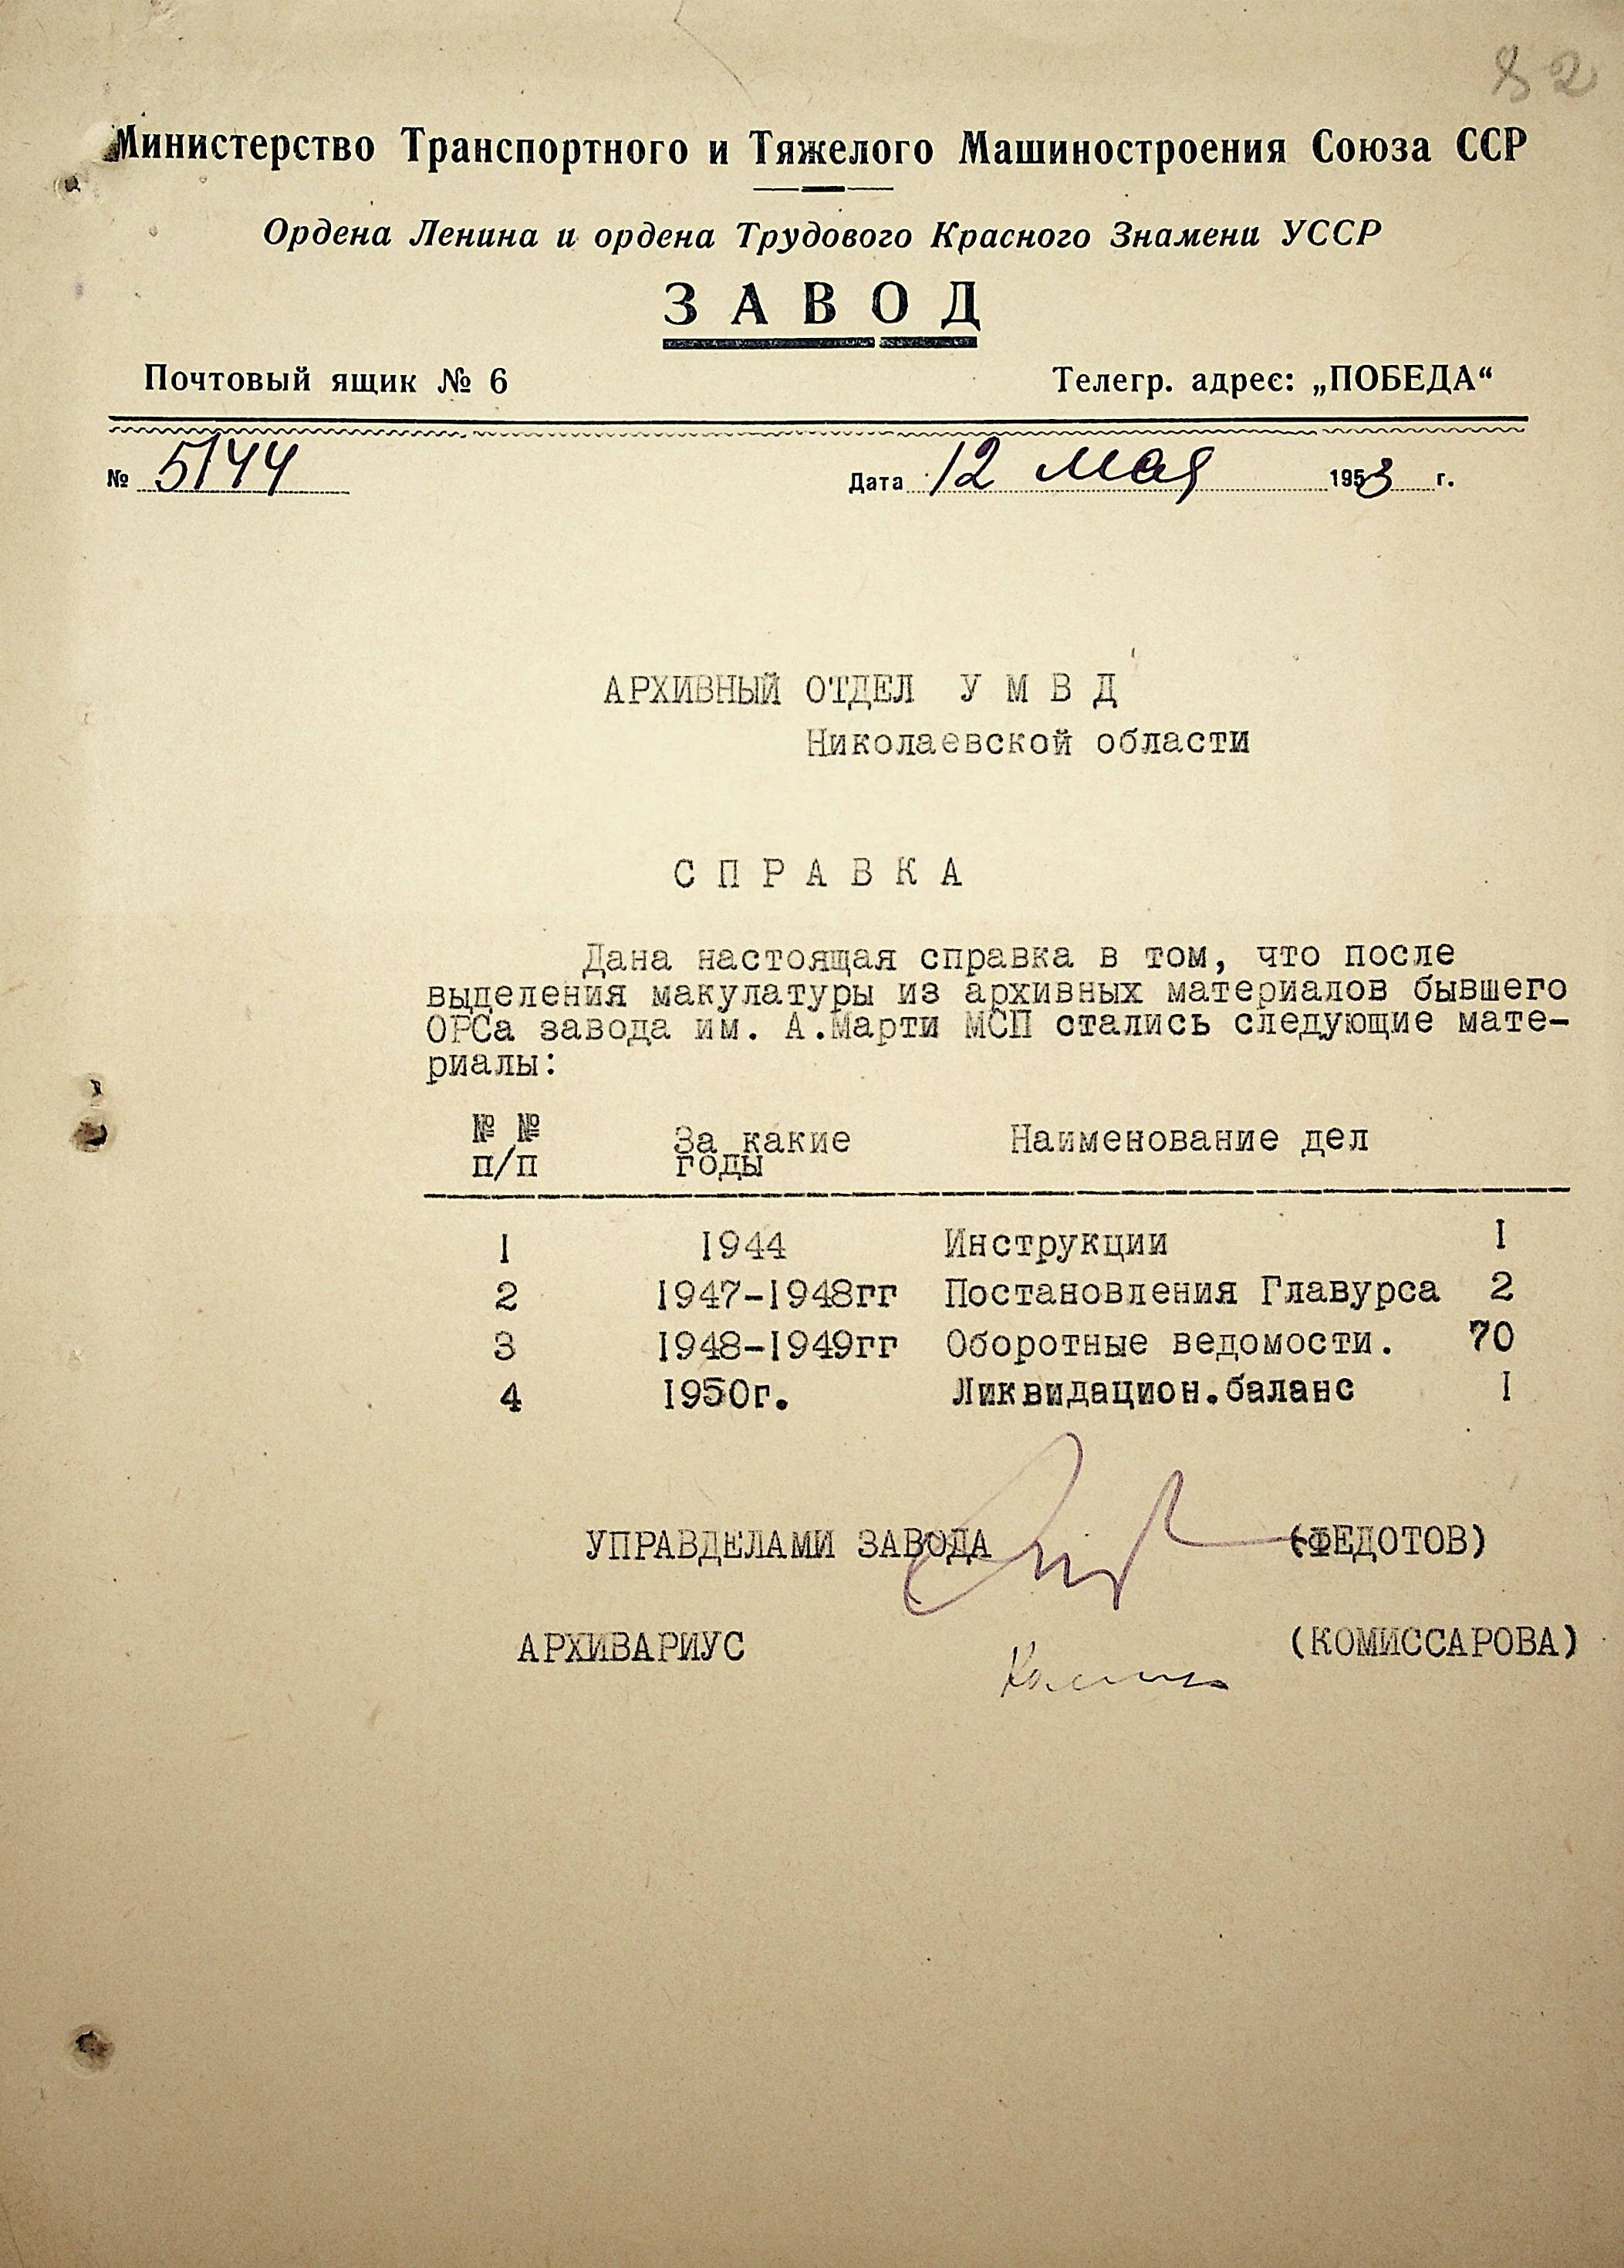 82
Министерство Транспортного и Тяжелого Машиностроения Союза ССР
Ордена Ленина и ордена Трудового Красного Знамени УССР
ЗАВОД
Почтовый ящик № 6 Телегр. адрес: „ПОБЕДА“
№ 5144 Дата 12 мая 1953 г.
АРХИВНЫЙ ОТДЕЛ У М В Д
Николаевской области
С П Р А В К А
Дана настоящая справка в том, что после
выделения макулатуры из архивных материалов бывшего
ОРСа завода им. А.Марти МСП стались следующие мате-
риалы:
№ № За какие Наименование дел
п/п годы
1 1944 Инструкции 1
2 1947-1948гг Постановления Главурса 2
3 1948-1949гг Оборотные ведомости. 70
4 1950г. Ликвидацион.баланс 1
УПРАВДЕЛАМИ ЗАВОДА (ФЕДОТОВ)
АРХИВАРИУС (КОМИССАРОВА)